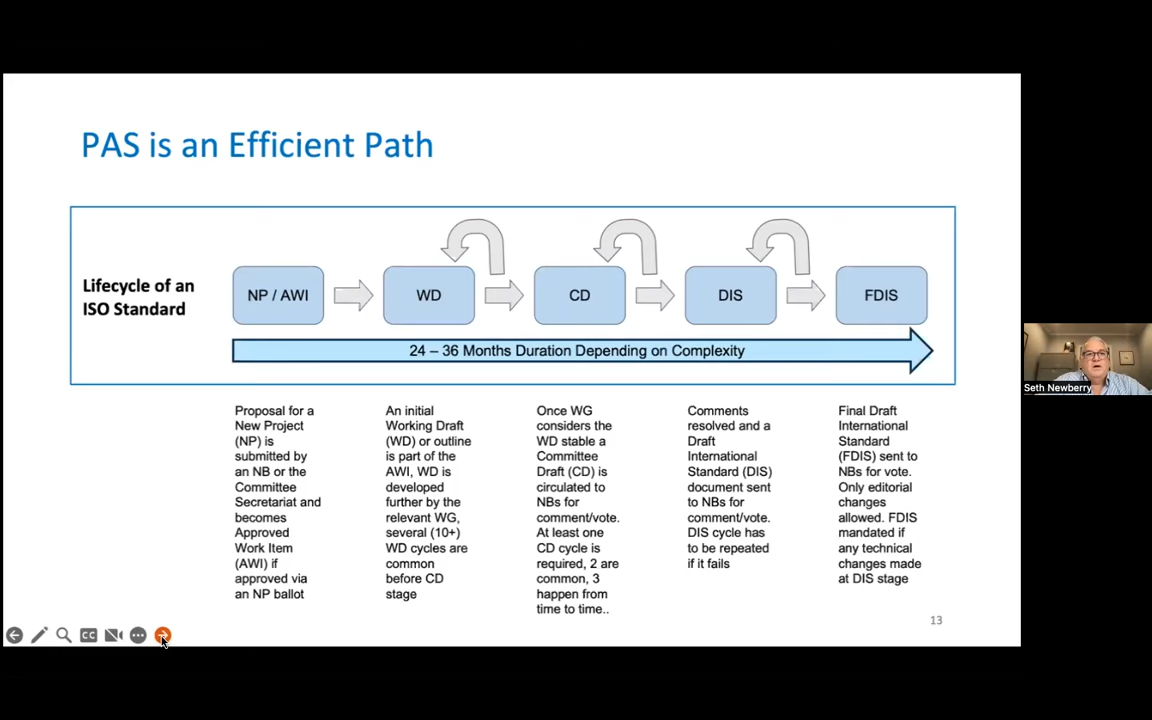 PAS is an Efficient Path
Lifecycle of an
ISO Standard
NP / AWI
WD
CD
DIS
FDIS
24 – 36 Months Duration Depending on Complexity
Proposal for a
New Project
(NP) is
submitted by
an NB or the
Committee
Secretariat and
becomes
Approved
Work Item
(AWI) if
approved via
an NP ballot
An initial
Working Draft
(WD) or outline
is part of the
AWI, WD is
developed
further by the
relevant WG,
several (10+)
WD cycles are
common
before CD
stage
Once WG
considers the
WD stable a
Committee
Draft (CD) is
circulated to
NBs for
comment/vote.
At least one
CD cycle is
required, 2 are
common, 3
happen from
time to time..
Comments
resolved and a
Draft
International
Standard (DIS)
document sent
to NBs for
comment/vote.
DIS cycle has
to be repeated
if it fails
Final Draft
International
Standard
(FDIS) sent to
NBs for vote.
Only editorial
changes
allowed. FDIS
mandated if
any technical
changes made
at DIS stage
13
CC
Seth Newberry